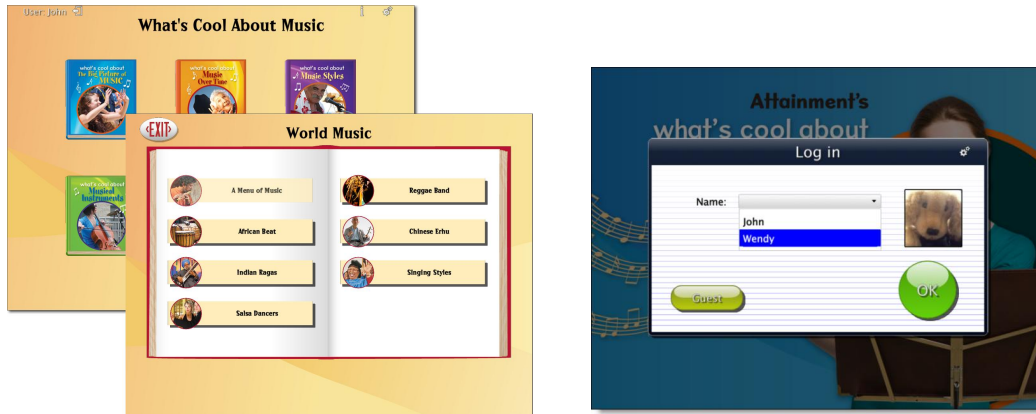 User: John
What's Cool About Music
what's cool about
The Big Picture of
MUSIC
what's cool about
Music
Over Time
what's cool about
Music Styles
what's cool about
Musical
Instruments
EXIT
World Music
A Menu of Music
African Beat
Indian Ragas
Salsa Dancers
Reggae Band
Chinese Erhu
Singing Styles
Attainment's
what's cool about
Log in
Name:
John
Wendy
Guest
OK